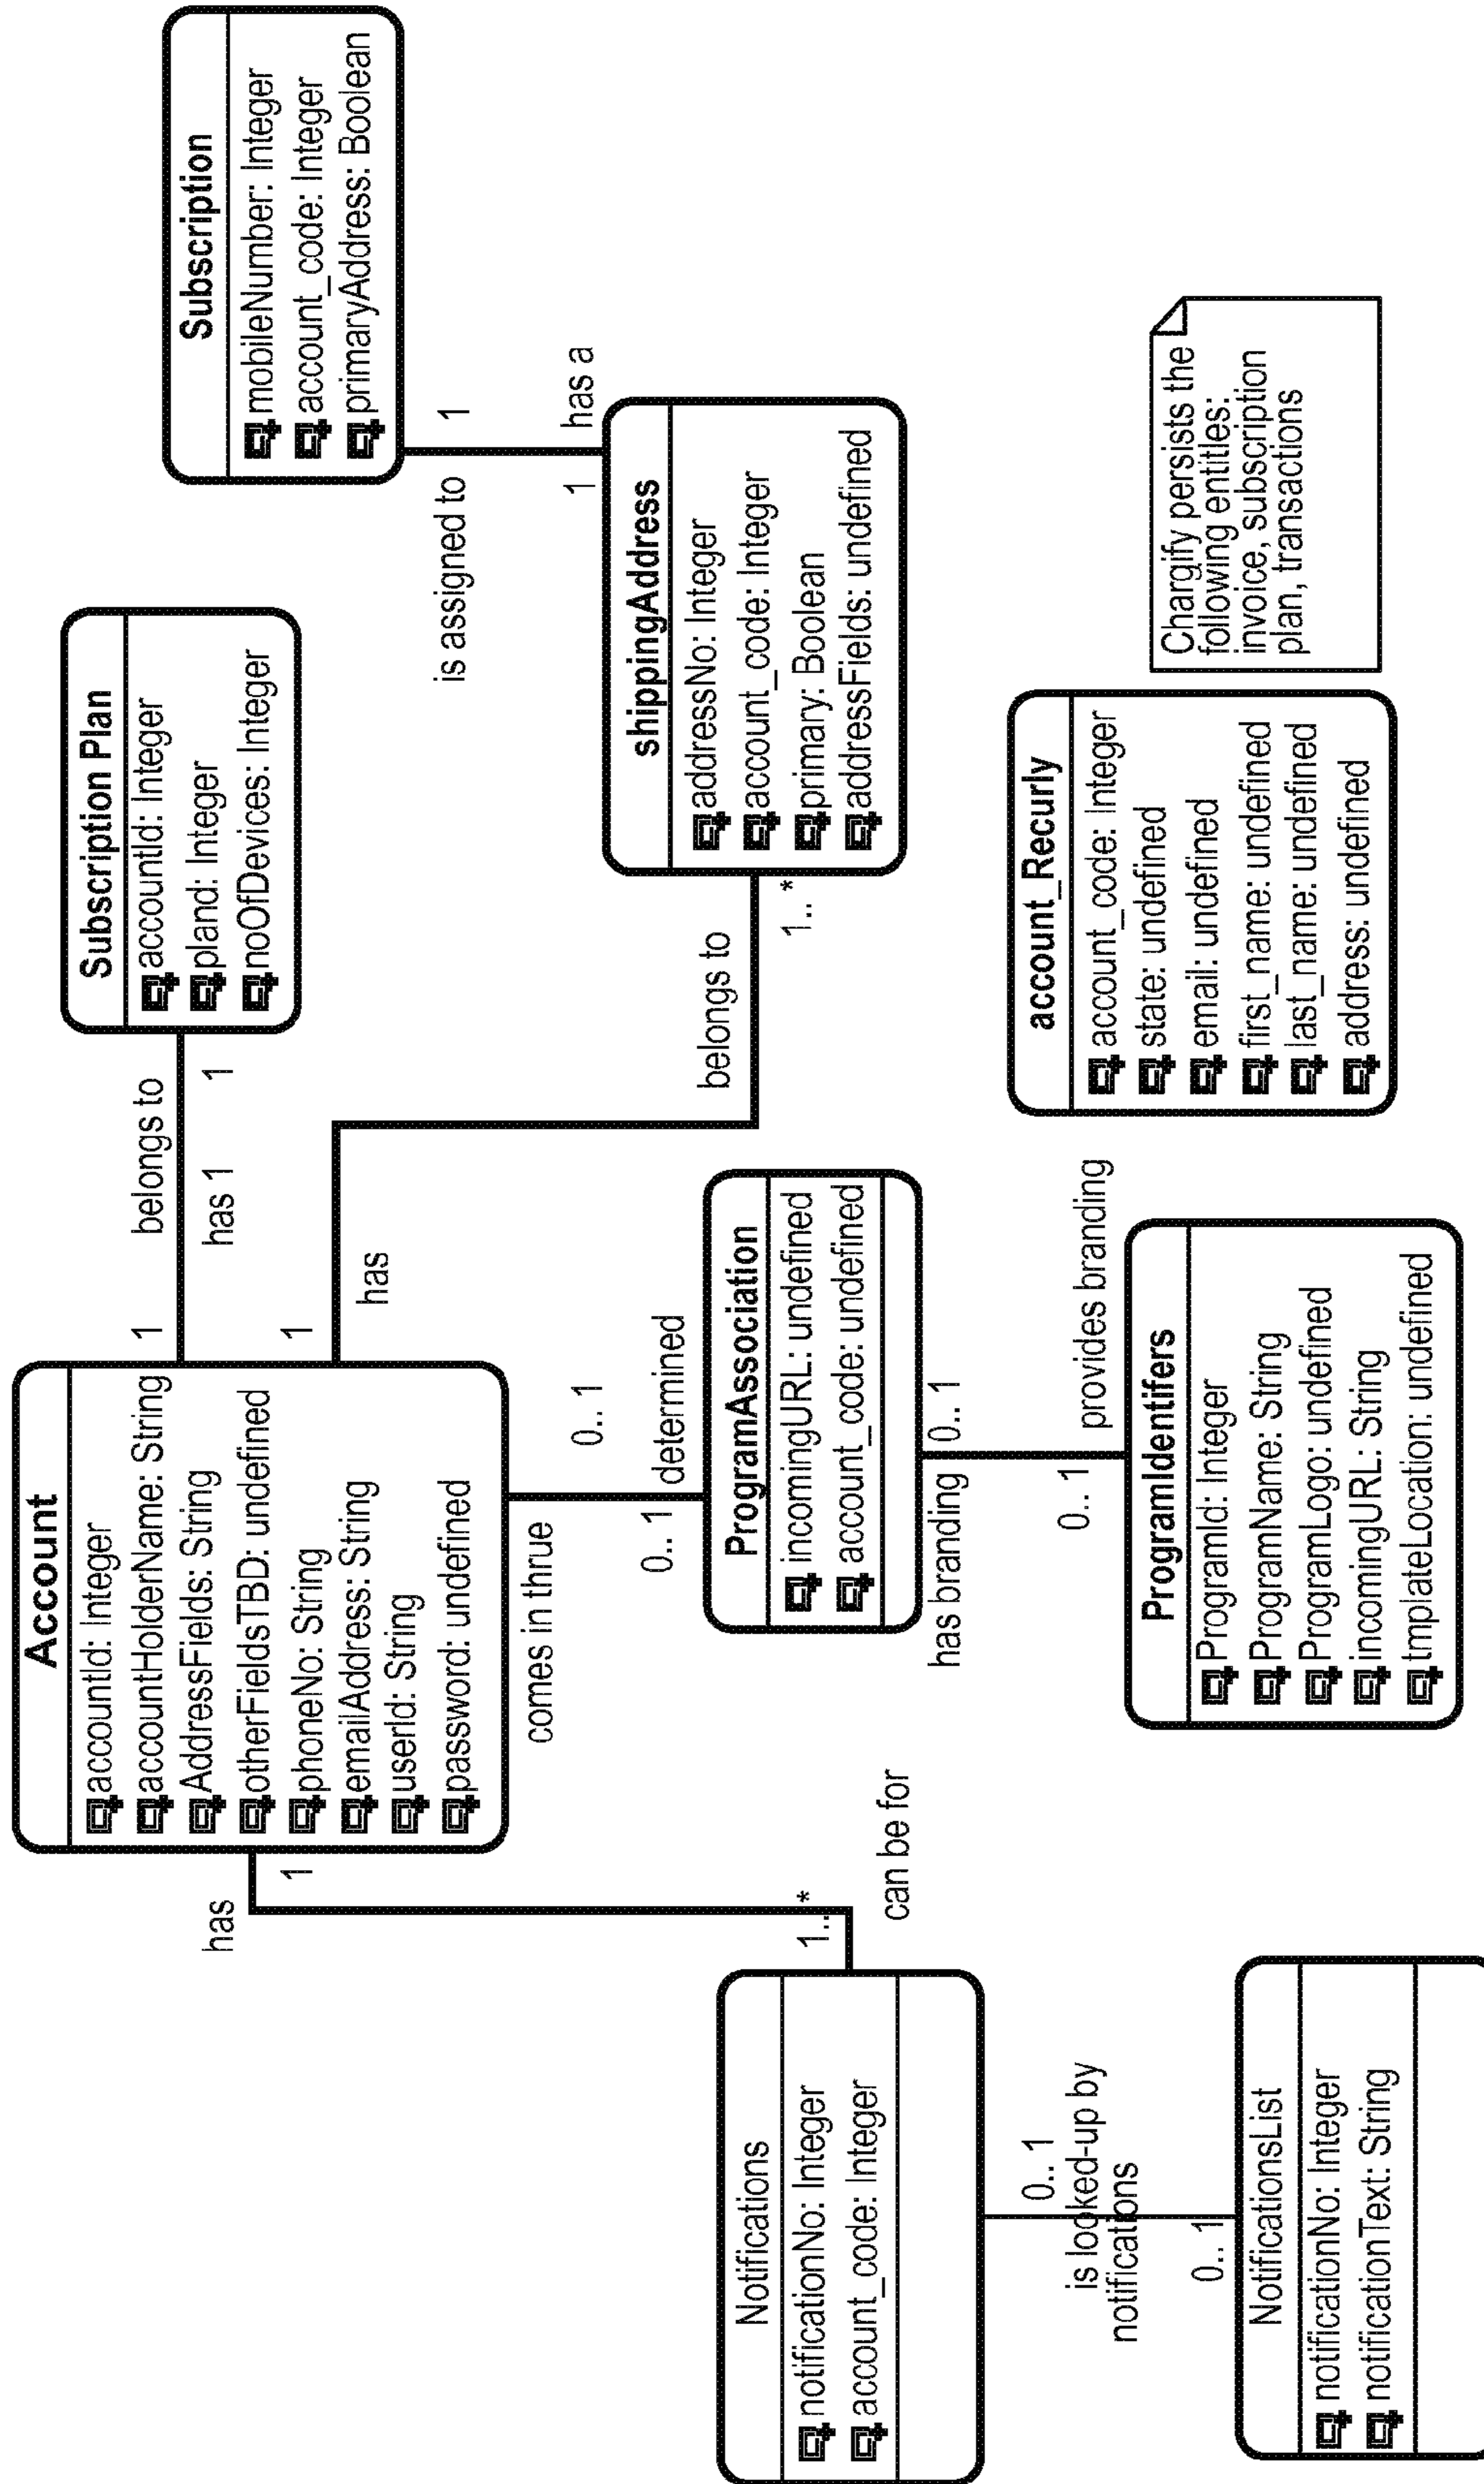 Account
accountId: Integer
accountHolderName: String
AddressFields: String
otherFieldsTBD: undefined
phoneNo: String
emailAddress: String
userId: String
password: undefined
has
1
1..*
can be for
1
belongs to
has 1
1
1
has
belongs to
1.. *
Subscription Plan
accountId: Integer
pland: Integer
noOfDevices: Integer
Subscription
mobileNumber: Integer
account_code: Integer
primaryAddress: Boolean
is assigned to
1
1
has a
shippingAddress
addressNo: Integer
account_code: Integer
primary: Boolean
addressFields: undefined
comes in thrue
0.. 1
0.. 1
determined
ProgramAssociation
incomingURL: undefined
account_code: undefined
has branding
0.. 1
0.. 1
provides branding
ProgramIdentifers
ProgramId: Integer
ProgramName: String
ProgramLogo: undefined
incomingURL: String
tmplateLocation: undefined
Notifications
notificationNo: Integer
account_code: Integer
0.. 1
is looked-up by
notifications
0.. 1
NotificationsList
notificationNo: Integer
notificationText: String
account_Recurly
account_code: Integer
state: undefined
email: undefined
first_name: undefined
last_name: undefined
address: undefined
Chargify persists the
following entities:
invoice, subscription
plan, transactions